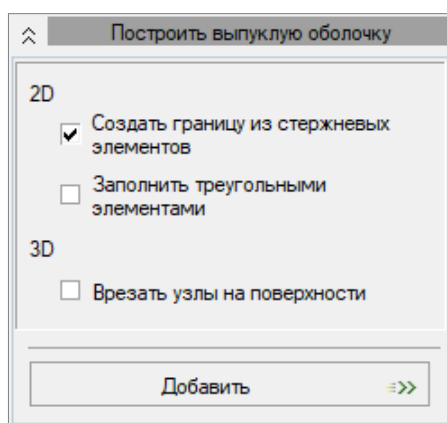 Построить выпуклую оболочку
2D
Создать границу из стержневых
элементов
Заполнить треугольными
элементами
3D
Врезать узлы на поверхности
Добавить